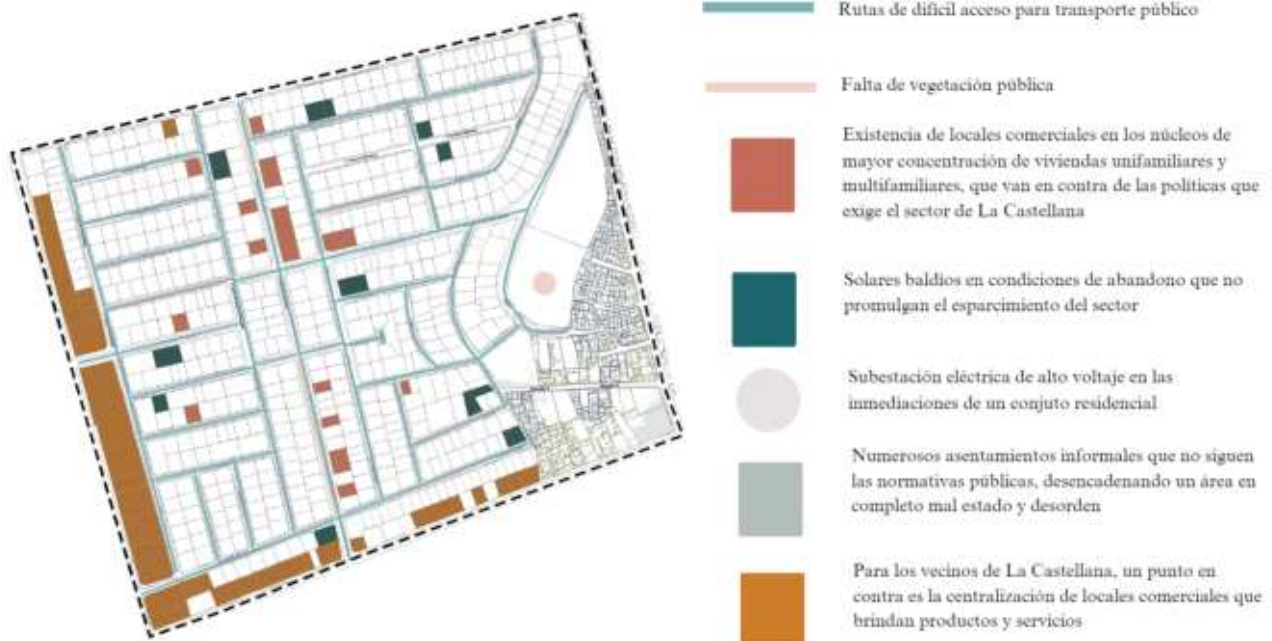 Rutas de difícil acceso para transporte público
Falta de vegetación pública
Existencia de locales comerciales en los núcleos de
mayor concentración de viviendas unifamiliares y
multifamiliares, que van en contra de las políticas que
exige el sector de La Castellana
Solares baldíos en condiciones de abandono que no
promulgan el esparcimiento del sector
Subestación eléctrica de alto voltaje en las
inmediaciones de un conjuto residencial
Numerosos asentamientos informales que no siguen
las normativas públicas, desencadenando un área en
completo mal estado y desorden
Para los vecinos de La Castellana, un punto en
contra es la centralización de locales comerciales que
brindan productos y servicios